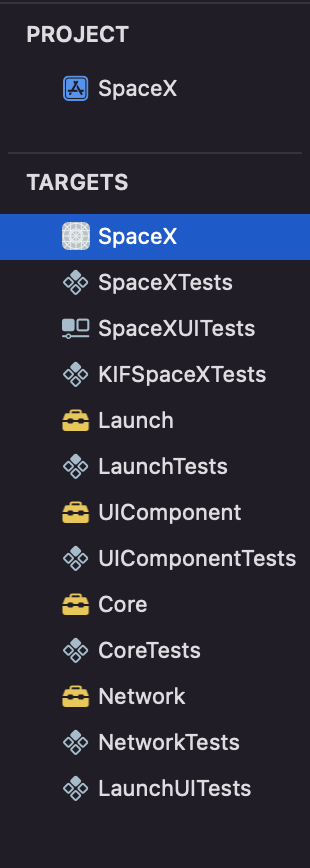 PROJECT
SpaceX
TARGETS
SpaceX
SpaceXTests
SpaceXUITests
KIFSpaceXTests
Launch
LaunchTests
UIComponent
UIComponentTests
Core
CoreTests
Network
NetworkTests
LaunchUITests